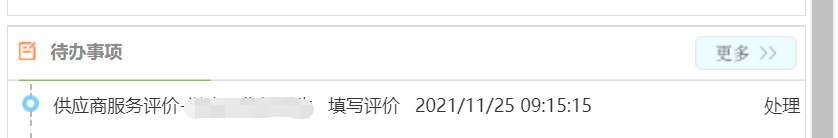 待办事项 更多 >>
供应商服务评价- 填写评价 2021/11/25 09:15:15 处理